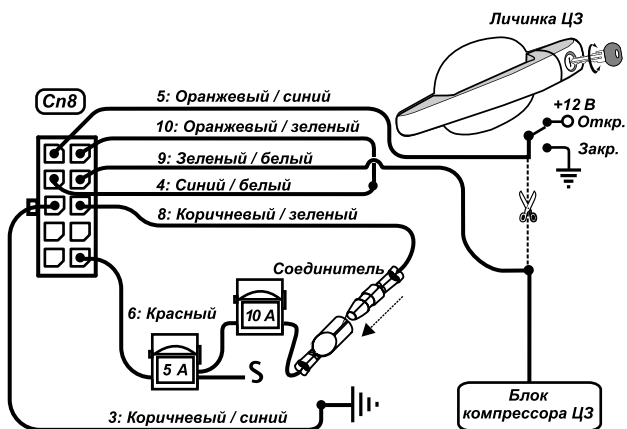 Личинка ЦЗ
Сп8
5: Оранжевый / синий
+12 В
Откр.
10: Оранжевый / зеленый
Закр.
9: Зеленый / белый
4: Синий / белый
8: Коричневый / зеленый
Соединитель
6: Красный
10 А
5 А
S
Блок
компрессора ЦЗ
3: Коричневый / синий